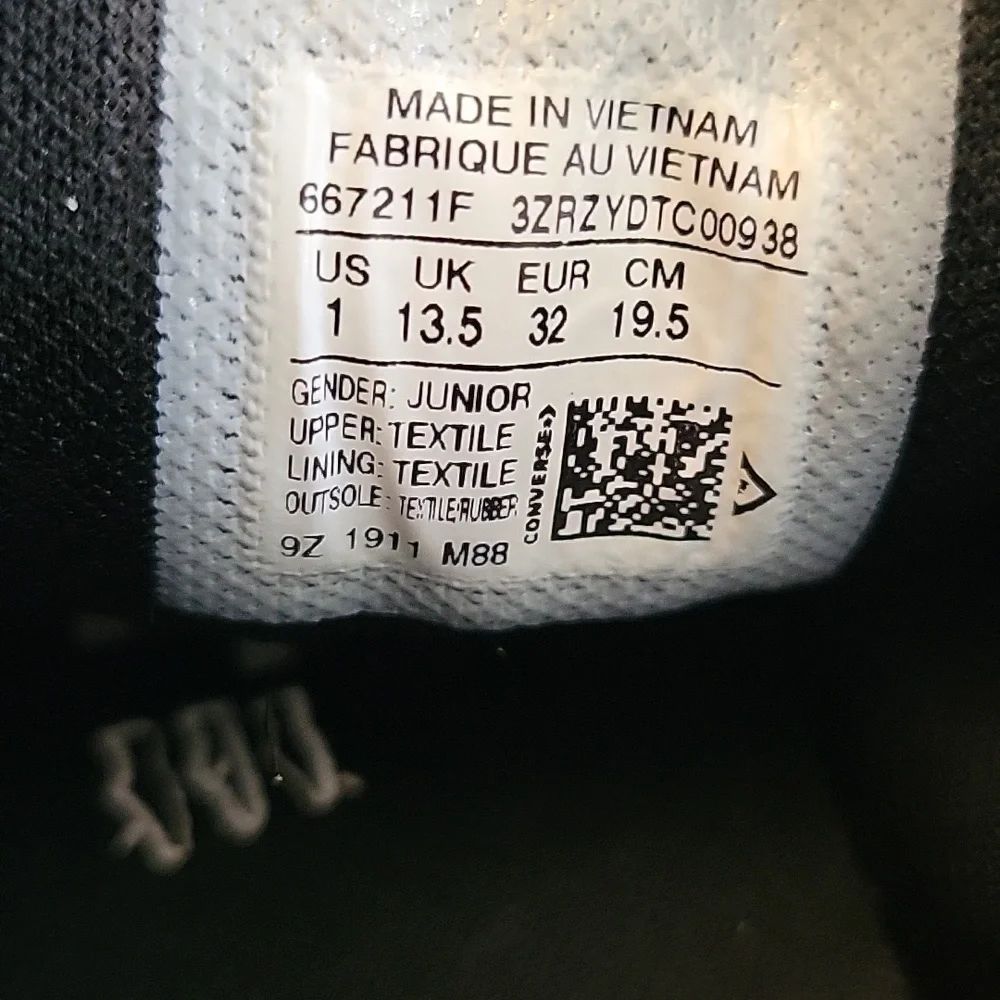 MADE IN VIETNAM
FABRIQUE AU VIETNAM
667211F 3ZRZYDTC00938
US UK EUR CM
1 13.5 32 19.5
GENDER: JUNIOR
UPPER: TEXTILE
LINING: TEXTILE
OUTSOLE: TEXTILE/RUBBER
9Z 1911 M88
CONVERSE